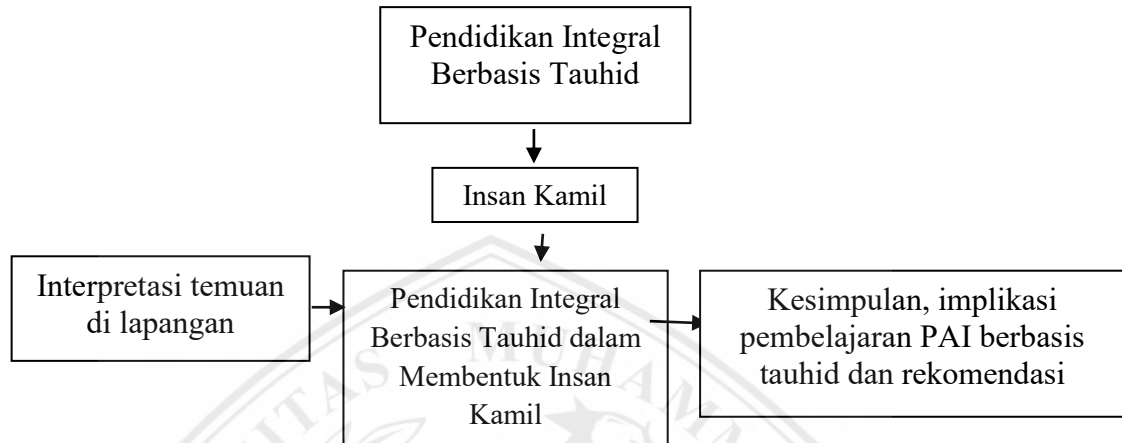 Pendidikan Integral
Berbasis Tauhid
Insan Kamil
Interpretasi temuan
di lapangan
Pendidikan Integral
Berbasis Tauhid dalam
Membentuk Insan
Kamil
Kesimpulan, implikasi
pembelajaran PAI berbasis
tauhid dan rekomendasi